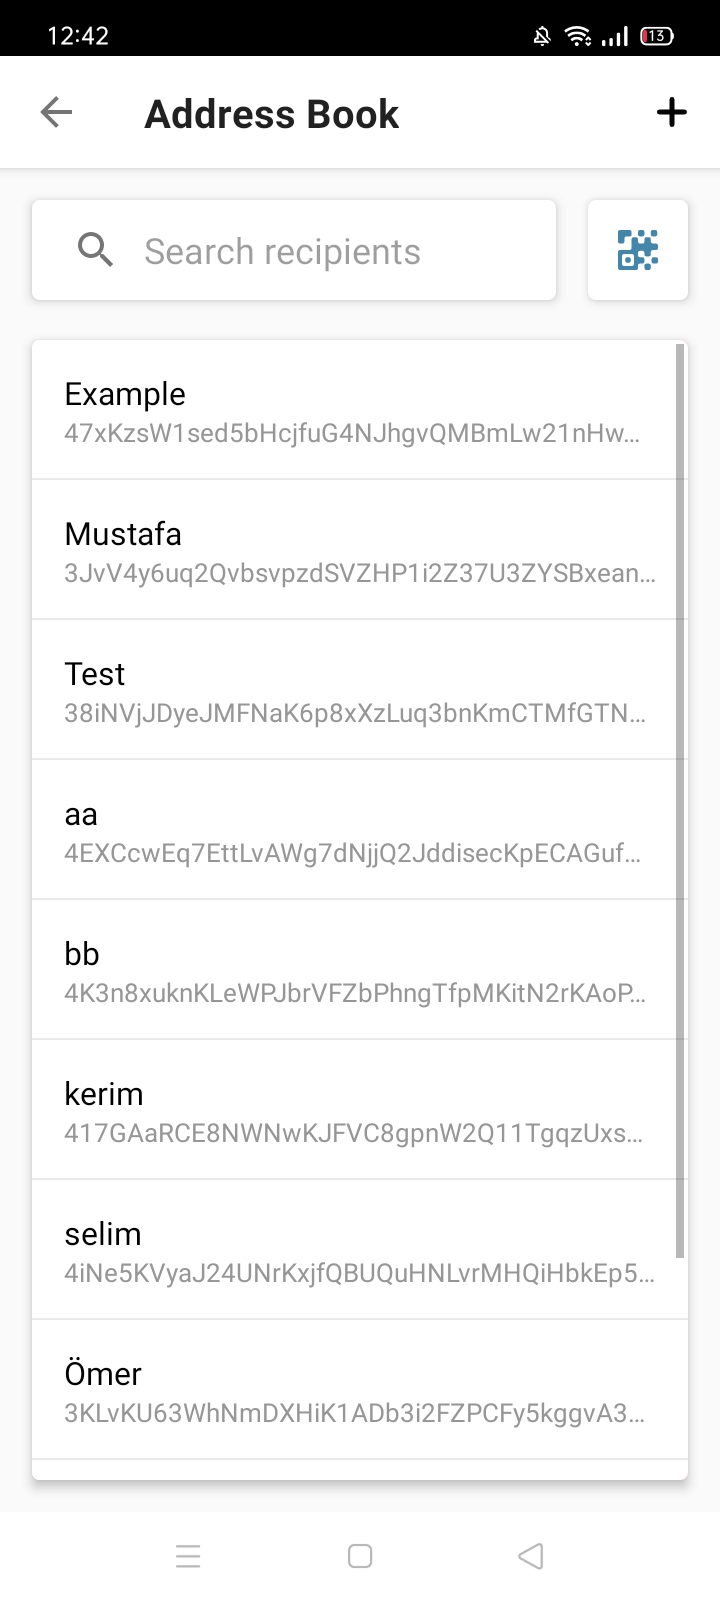 12:42
13
Address Book
Search recipients
Example
47xKzsW1sed5bHcjfuG4NJhgvQMBmLw21nHw...
Mustafa
3JvV4y6uq2QvbsvpzdSVZHP1i2Z37U3ZYSBxean...
Test
38iNVjJDyeJMFNaK6p8xXzLuq3bnKmCTMfGTN...
aa
4EXCcwEq7EttLvAWg7dNjjQ2JddisecKpECAGuf...
bb
4K3n8xuknKLeWPJbrVFZbPhngTfpMKitN2rKAoP...
kerim
417GAaRCE8NWNwKJFVC8gpnW2Q11TgqzUxs...
selim
4iNe5KVyaJ24UNrKxjfQBUQuHNLvrMHQiHbkEp5...
Ömer
3KLvKU63WhNmDXHiK1ADb3i2FZPCFy5kggvA3...